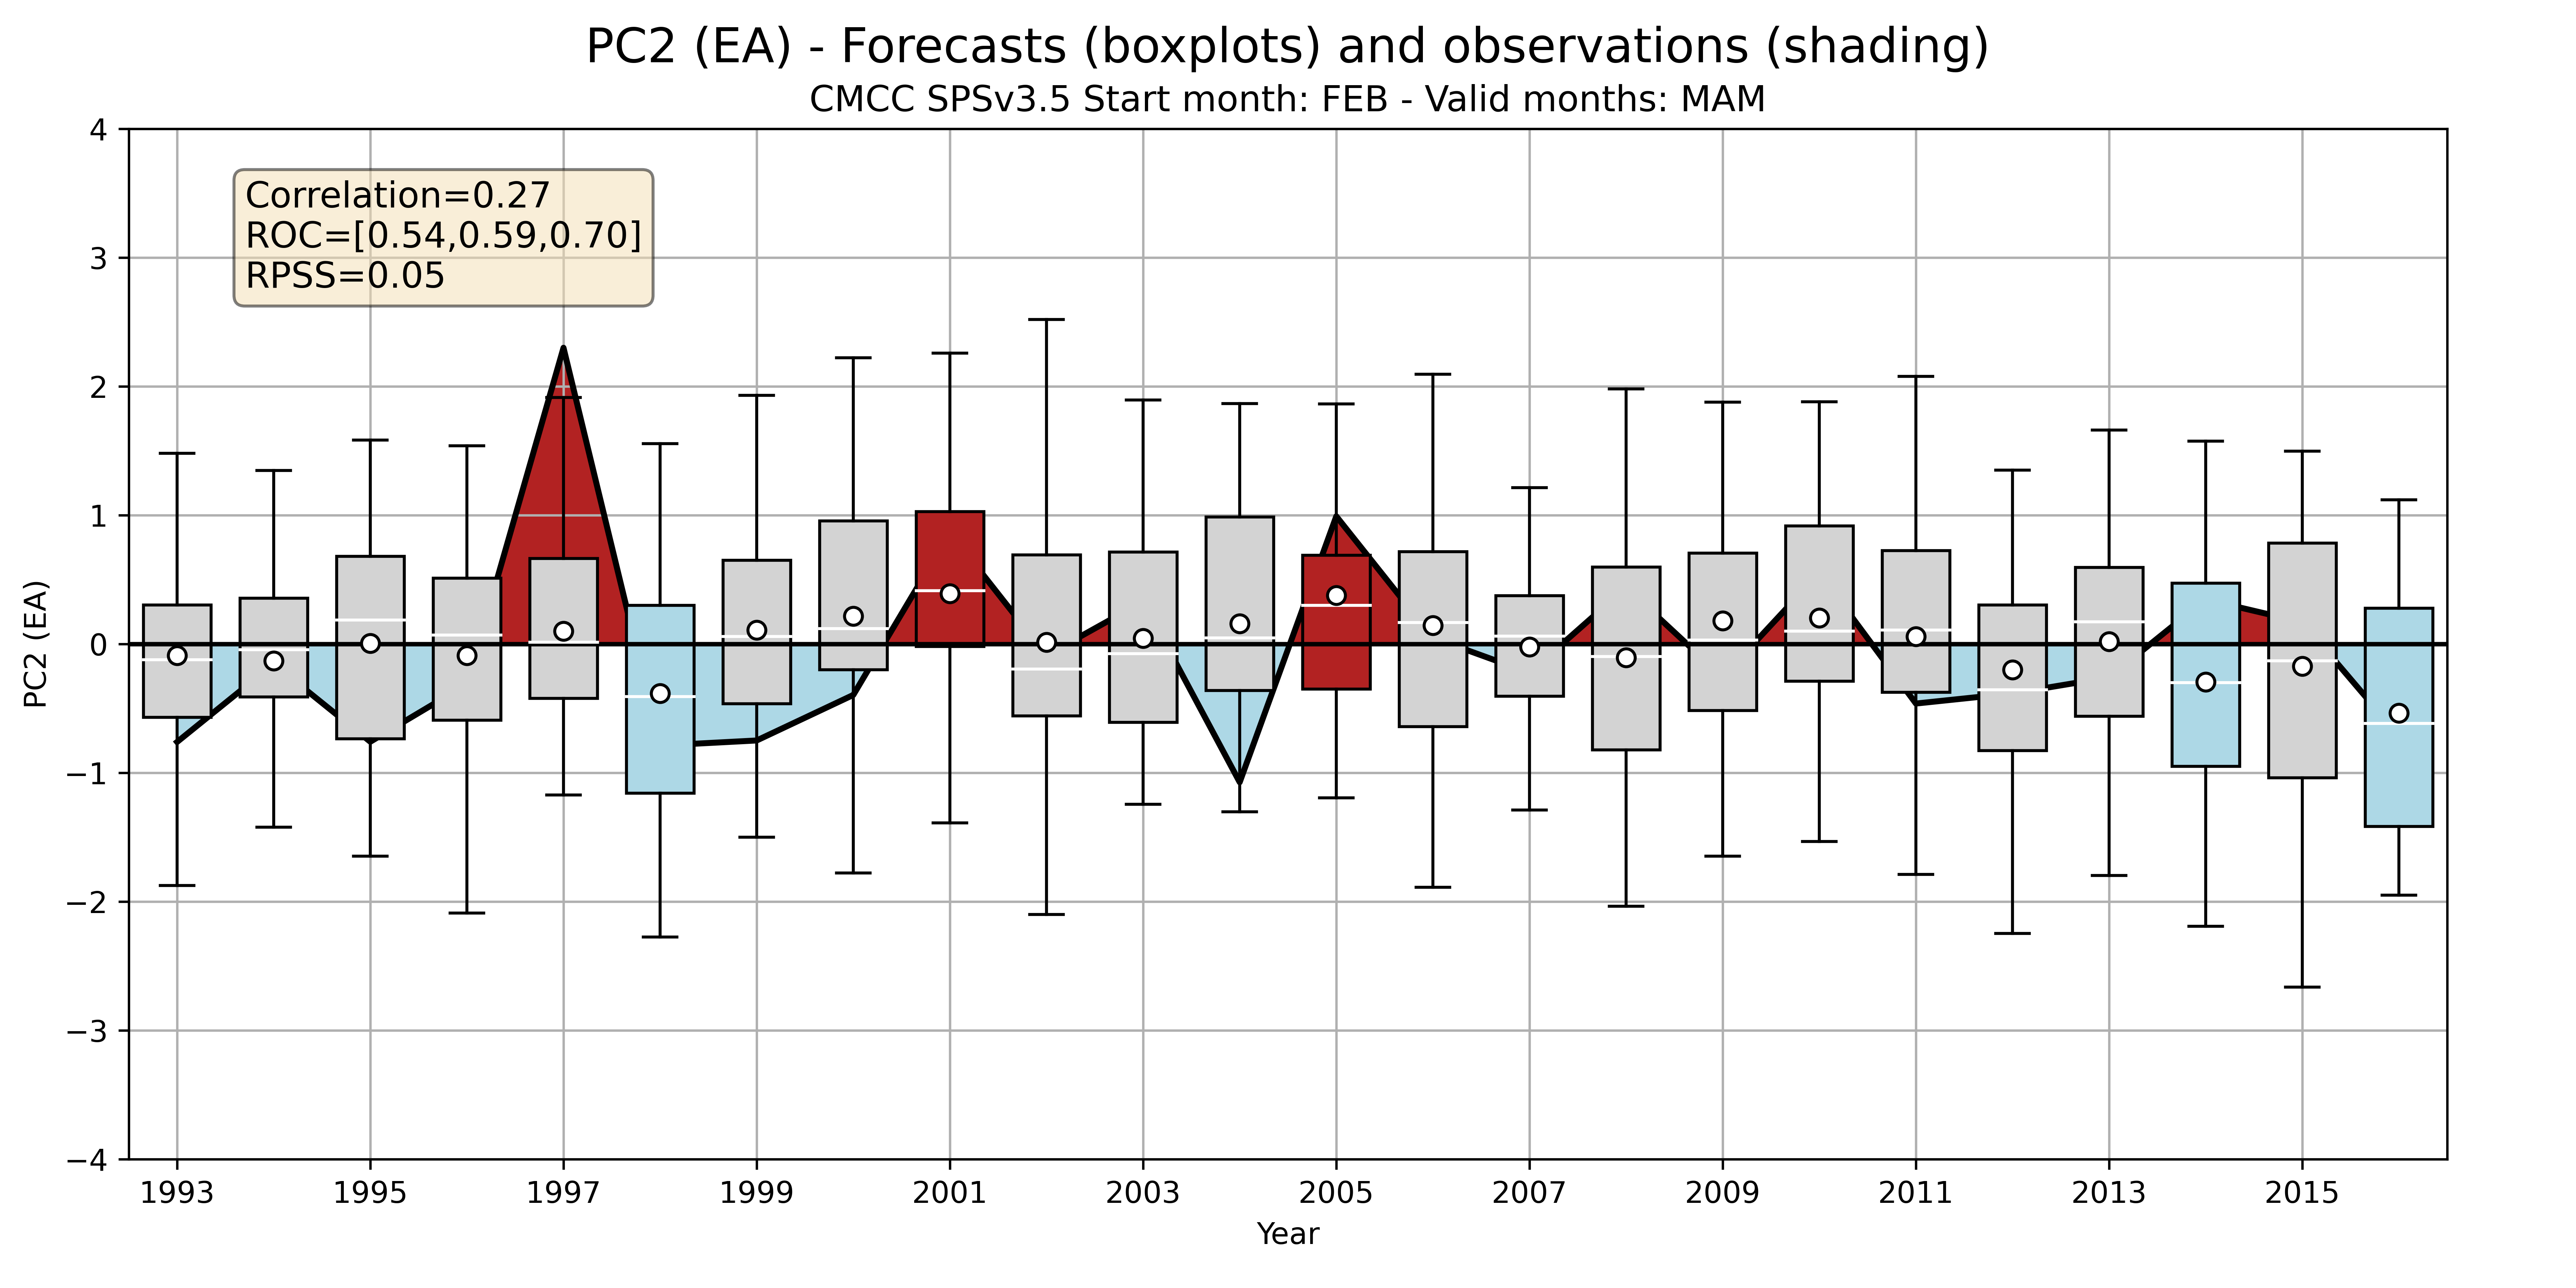 PC2 (EA) - Forecasts (boxplots) and observations (shading)
CMCC SPSv3.5 Start month: FEB - Valid months: MAM
Correlation=0.27
ROC=[0.54,0.59,0.70]
RPSS=0.05
PC2 (EA)
4
3
2
1
0
−1
−2
−3
−4
1993 1995 1997 1999 2001 2003 2005 2007 2009 2011 2013 2015
Year